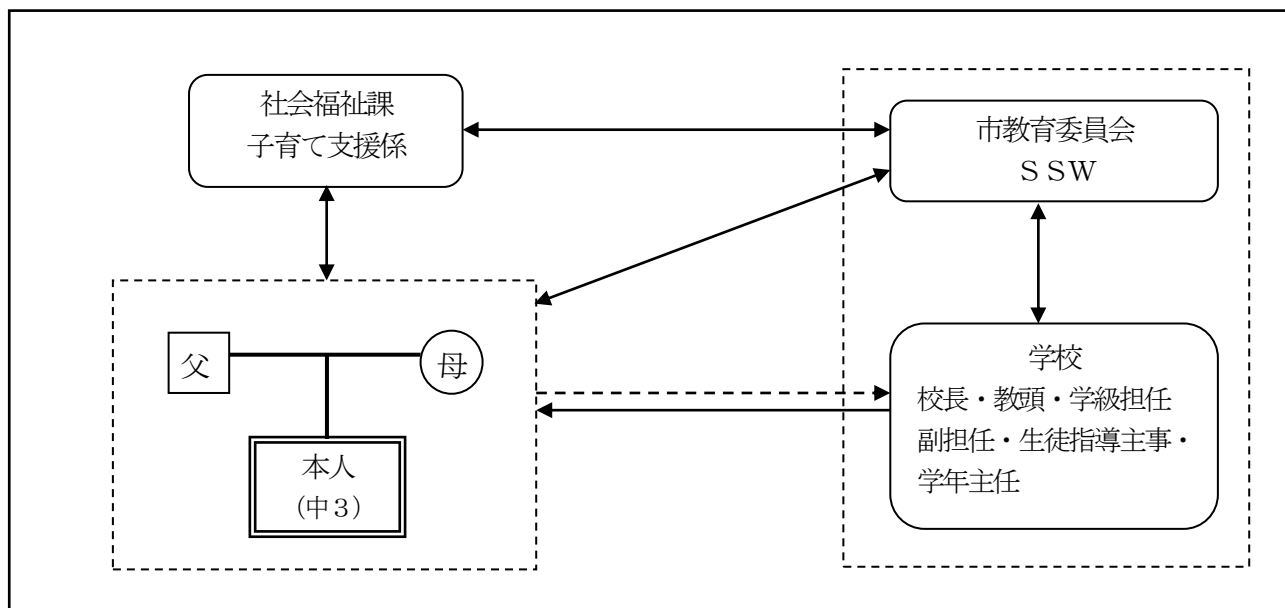 社会福祉課
子育て支援係
市教育委員会
ＳＳＷ
父
母
本人
（中３）
学校
校長・教頭・学級担任
副担任・生徒指導主事・
学年主任